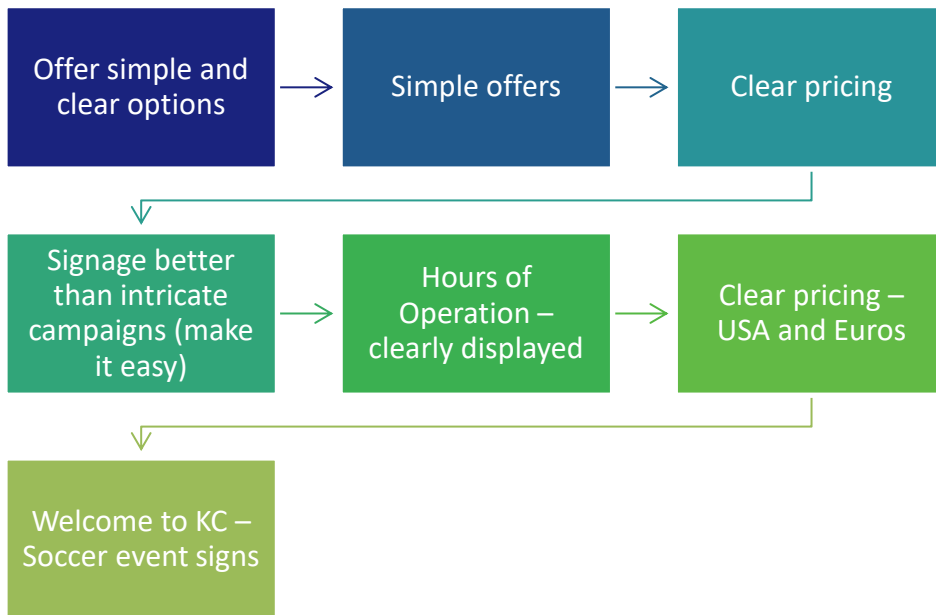 Offer simple and
clear options
Simple offers
Clear pricing
Signage better
than intricate
campaigns (make
it easy)
Hours of
Operation –
clearly displayed
Clear pricing –
USA and Euros
Welcome to KC –
Soccer event signs